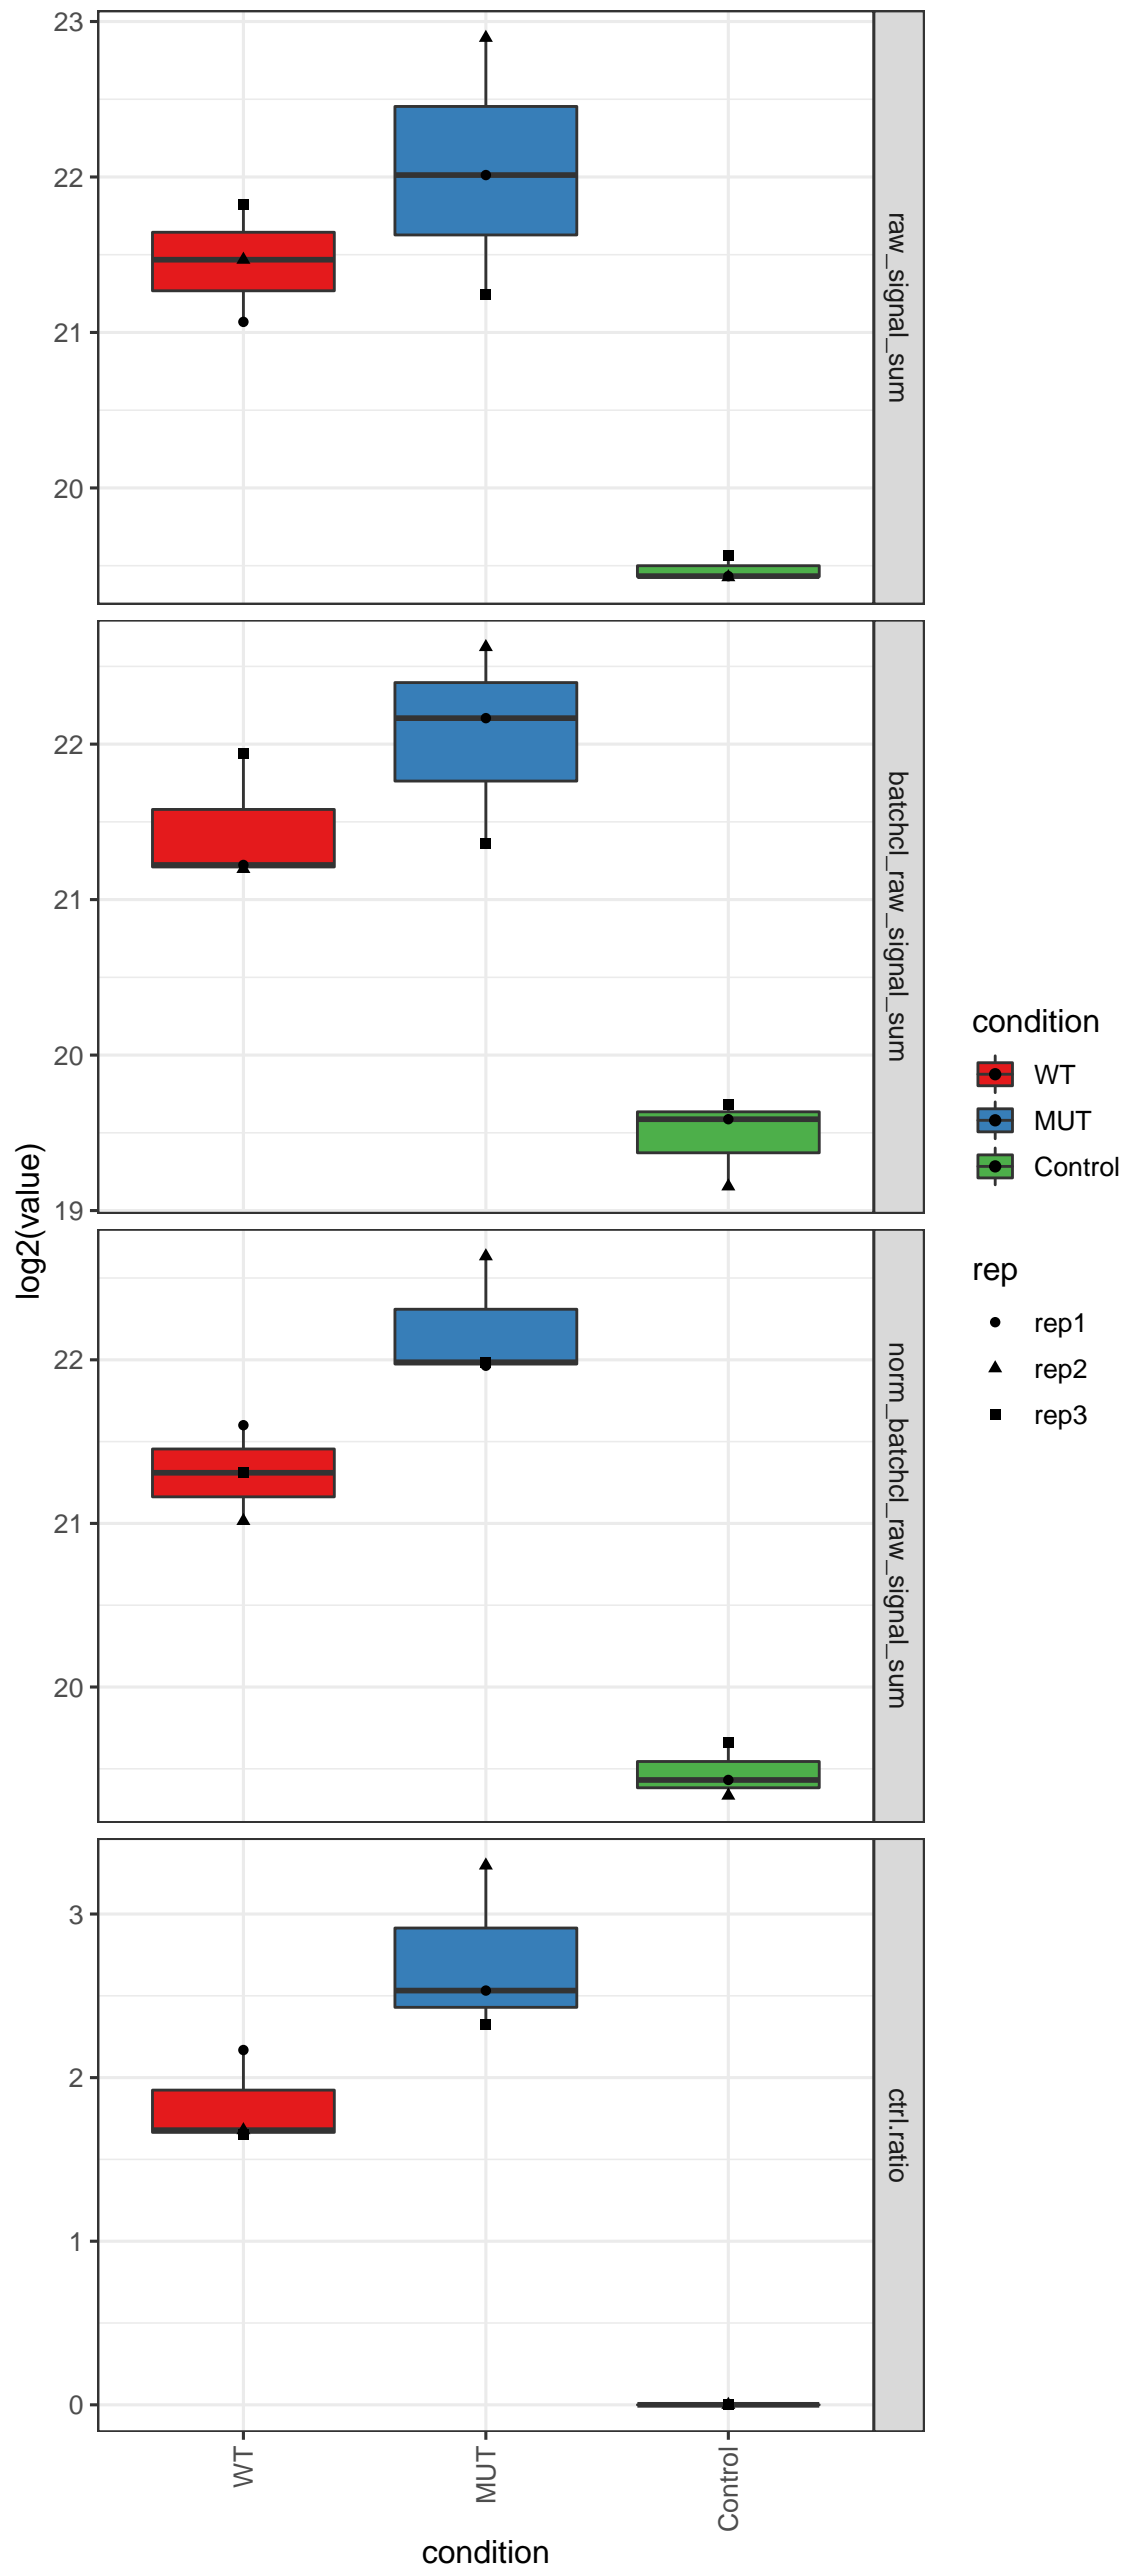 23
22
21
20
raw_signal_sum
22
21
20
19
batchcl_raw_signal_sum
22
21
20
norm_batchcl_raw_signal_sum
3
2
1
0
ctrl.ratio
log2(value)
WT
MUT
Control
condition
condition
WT
MUT
Control
rep
rep1
rep2
rep3